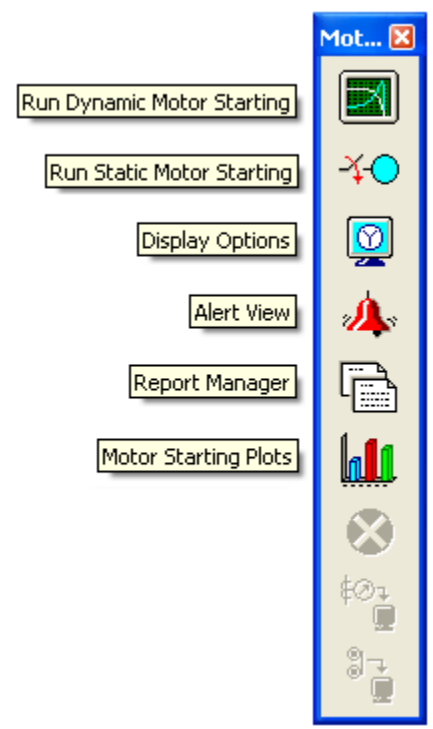 Mot...
Run Dynamic Motor Starting
Run Static Motor Starting
Display Options
Alert View
Report Manager
Motor Starting Plots